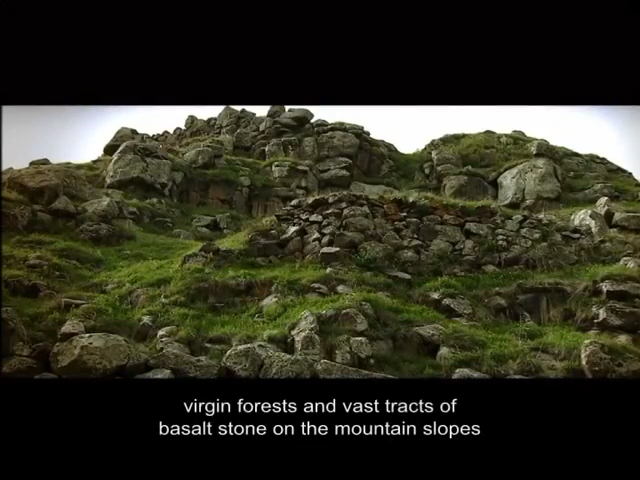 virgin forests and vast tracts of
basalt stone on the mountain slopes